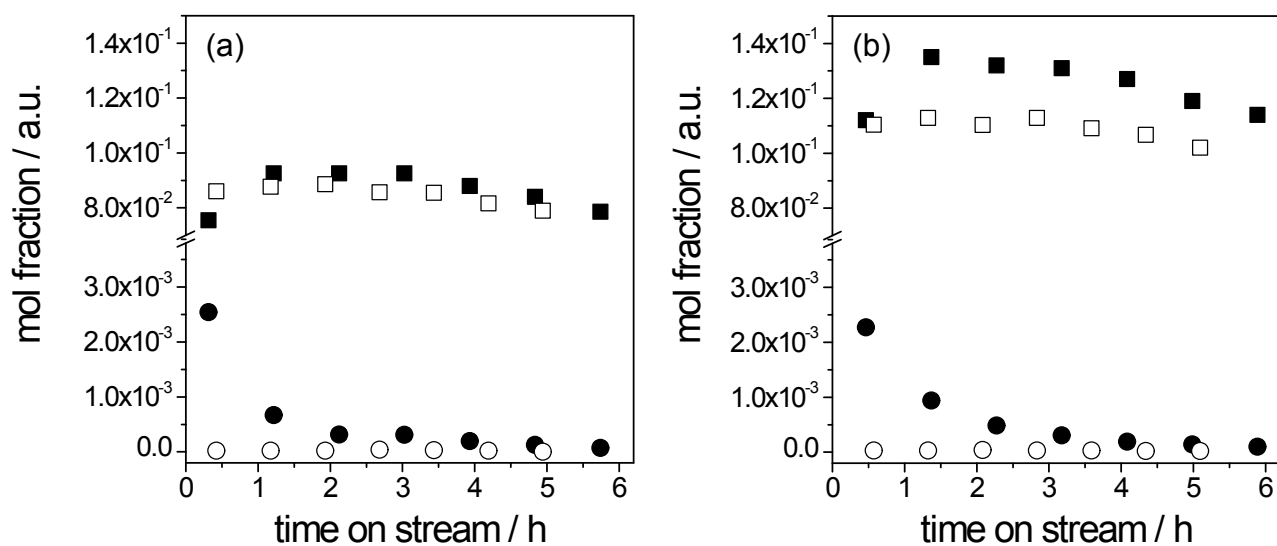 (a)
mol fraction / a.u.
1.4x10⁻¹
1.2x10⁻¹
1.0x10⁻¹
8.0x10⁻²
3.0x10⁻³
2.0x10⁻³
1.0x10⁻³
0.0
0 1 2 3 4 5 6
time on stream / h
(b)
mol fraction / a.u.
1.4x10⁻¹
1.2x10⁻¹
1.0x10⁻¹
8.0x10⁻²
3.0x10⁻³
2.0x10⁻³
1.0x10⁻³
0.0
0 1 2 3 4 5 6
time on stream / h